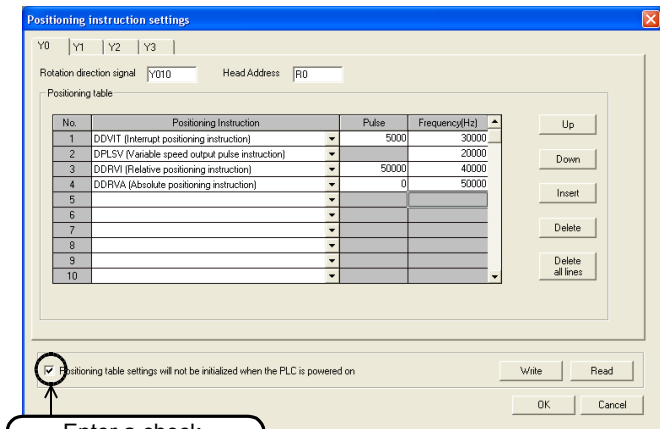 Positioning instruction settings
Y0 Y1 Y2 Y3
Rotation direction signal Y010 Head Address R0
Positioning table
No. Positioning Instruction Pulse Frequency(Hz)
1 DDVIT (Interrupt positioning instruction) 5000 30000
2 DPLSV (Variable speed output pulse instruction) 20000
3 DDRVI (Relative positioning instruction) 50000 40000
4 DDRVA (Absolute positioning instruction) 0 50000
5
6
7
8
9
10
Up
Down
Insert
Delete
Delete
all lines
Positioning table settings will not be initialized when the PLC is powered on
Write Read
OK Cancel
Enter a check